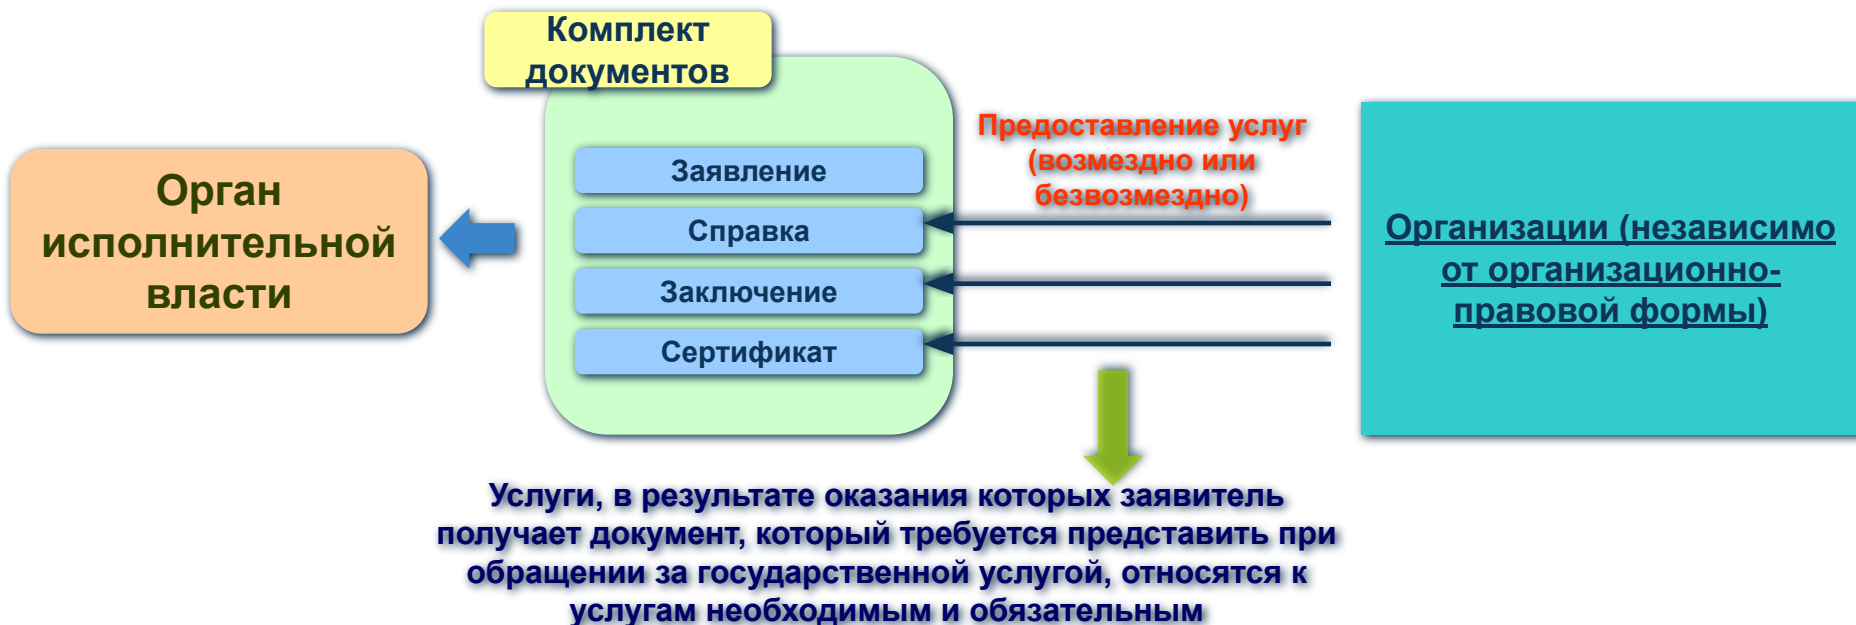 Комплект
документов
Орган
исполнительной
власти
Заявление
Справка
Заключение
Сертификат
Предоставление услуг
(возмездно или
безвозмездно)
Организации (независимо
от организационно-
правовой формы)
Услуги, в результате оказания которых заявитель
получает документ, который требуется представить при
обращении за государственной услугой, относятся к
услугам необходимым и обязательным